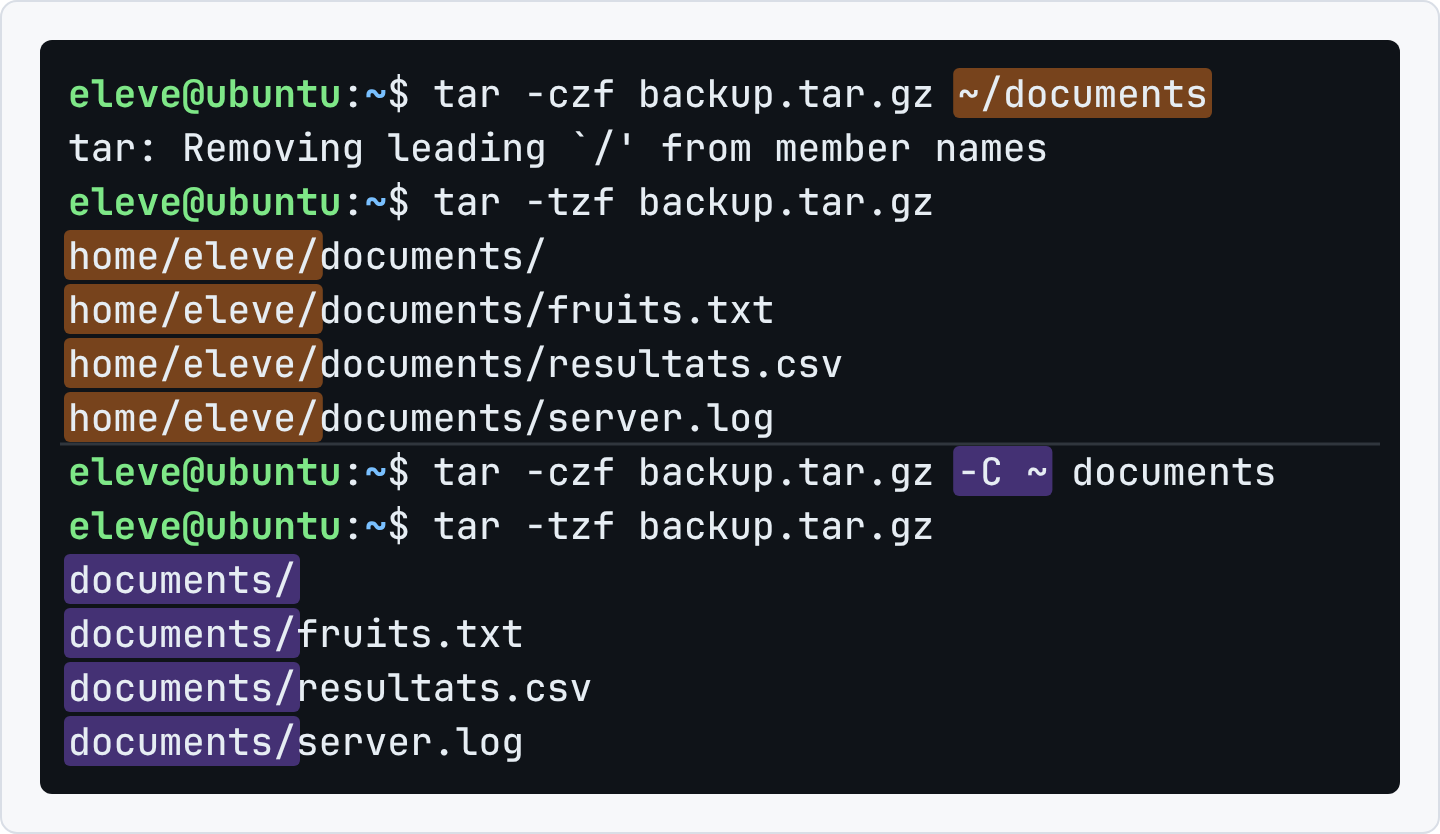 eleve@ubuntu:~$ tar -czf backup.tar.gz ~/documents
tar: Removing leading `/' from member names
eleve@ubuntu:~$ tar -tzf backup.tar.gz
home/eleve/documents/
home/eleve/documents/fruits.txt
home/eleve/documents/resultats.csv
home/eleve/documents/server.log
eleve@ubuntu:~$ tar -czf backup.tar.gz -C ~ documents
eleve@ubuntu:~$ tar -tzf backup.tar.gz
documents/
documents/fruits.txt
documents/resultats.csv
documents/server.log